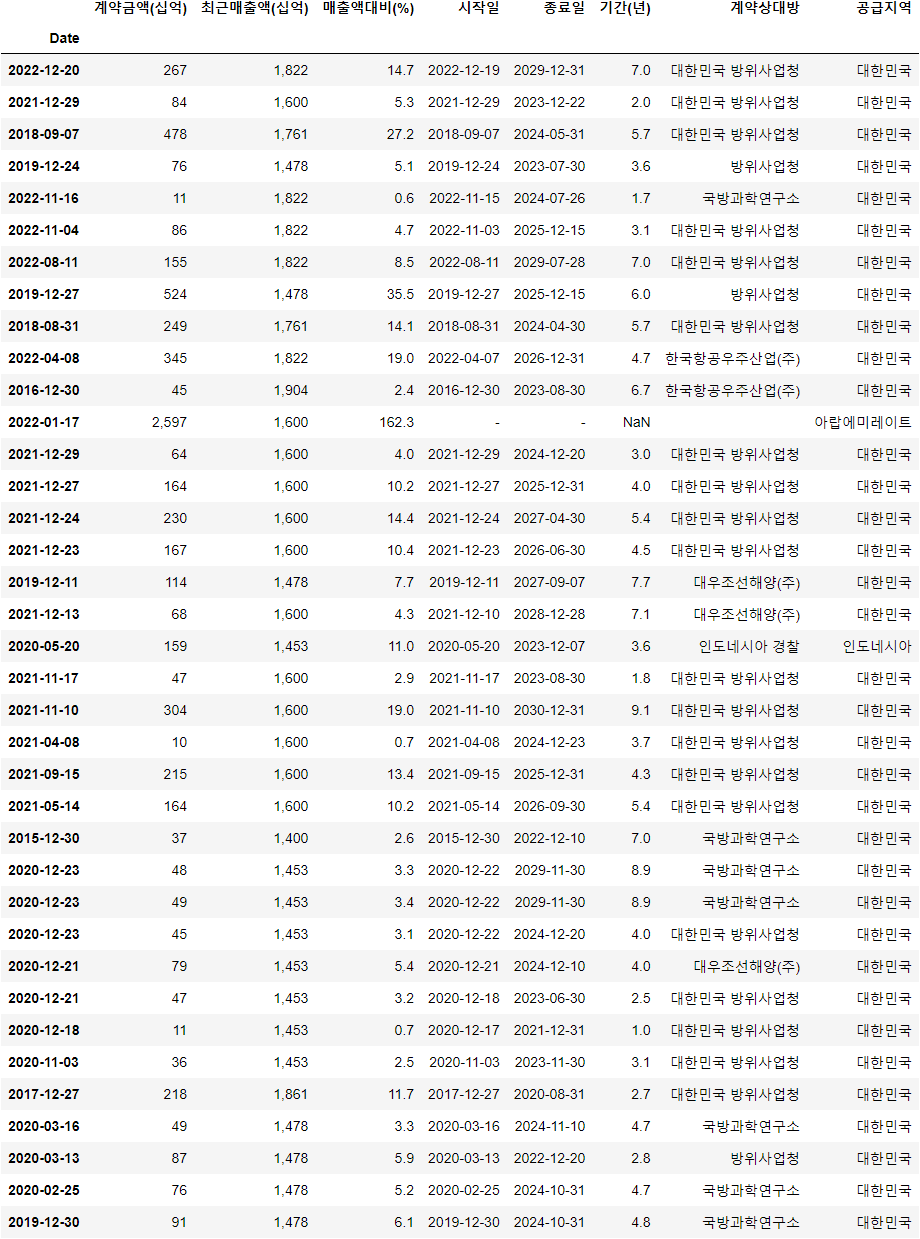 계약금액(십억) 최근매출액(십억) 매출액대비(%) 시작일 종료일 기간(년) 계약상대방 공급지역
Date
2022-12-20 267 1,822 14.7 2022-12-19 2029-12-31 7.0 대한민국 방위사업청 대한민국
2021-12-29 84 1,600 5.3 2021-12-29 2023-12-22 2.0 대한민국 방위사업청 대한민국
2018-09-07 478 1,761 27.2 2018-09-07 2024-05-31 5.7 대한민국 방위사업청 대한민국
2019-12-24 76 1,478 5.1 2019-12-24 2023-07-30 3.6 방위사업청 대한민국
2022-11-16 11 1,822 0.6 2022-11-15 2024-07-26 1.7 국방과학연구소 대한민국
2022-11-04 86 1,822 4.7 2022-11-03 2025-12-15 3.1 대한민국 방위사업청 대한민국
2022-08-11 155 1,822 8.5 2022-08-11 2029-07-28 7.0 대한민국 방위사업청 대한민국
2019-12-27 524 1,478 35.5 2019-12-27 2025-12-15 6.0 방위사업청 대한민국
2018-08-31 249 1,761 14.1 2018-08-31 2024-04-30 5.7 대한민국 방위사업청 대한민국
2022-04-08 345 1,822 19.0 2022-04-07 2026-12-31 4.7 한국항공우주산업(주) 대한민국
2016-12-30 45 1,904 2.4 2016-12-30 2023-08-30 6.7 한국항공우주산업(주) 대한민국
2022-01-17 2,597 1,600 162.3 - - NaN 아랍에미레이트
2021-12-29 64 1,600 4.0 2021-12-29 2024-12-20 3.0 대한민국 방위사업청 대한민국
2021-12-27 164 1,600 10.2 2021-12-27 2025-12-31 4.0 대한민국 방위사업청 대한민국
2021-12-24 230 1,600 14.4 2021-12-24 2027-04-30 5.4 대한민국 방위사업청 대한민국
2021-12-23 167 1,600 10.4 2021-12-23 2026-06-30 4.5 대한민국 방위사업청 대한민국
2019-12-11 114 1,478 7.7 2019-12-11 2027-09-07 7.7 대우조선해양(주) 대한민국
2021-12-13 68 1,600 4.3 2021-12-10 2028-12-28 7.1 대우조선해양(주) 대한민국
2020-05-20 159 1,453 11.0 2020-05-20 2023-12-07 3.6 인도네시아 경찰 인도네시아
2021-11-17 47 1,600 2.9 2021-11-17 2023-08-30 1.8 대한민국 방위사업청 대한민국
2021-11-10 304 1,600 19.0 2021-11-10 2030-12-31 9.1 대한민국 방위사업청 대한민국
2021-04-08 10 1,600 0.7 2021-04-08 2024-12-23 3.7 대한민국 방위사업청 대한민국
2021-09-15 215 1,600 13.4 2021-09-15 2025-12-31 4.3 대한민국 방위사업청 대한민국
2021-05-14 164 1,600 10.2 2021-05-14 2026-09-30 5.4 대한민국 방위사업청 대한민국
2015-12-30 37 1,400 2.6 2015-12-30 2022-12-10 7.0 국방과학연구소 대한민국
2020-12-23 48 1,453 3.3 2020-12-22 2029-11-30 8.9 국방과학연구소 대한민국
2020-12-23 49 1,453 3.4 2020-12-22 2029-11-30 8.9 국방과학연구소 대한민국
2020-12-23 45 1,453 3.1 2020-12-22 2024-12-20 4.0 대한민국 방위사업청 대한민국
2020-12-21 79 1,453 5.4 2020-12-21 2024-12-10 4.0 대우조선해양(주) 대한민국
2020-12-21 47 1,453 3.2 2020-12-18 2023-06-30 2.5 대한민국 방위사업청 대한민국
2020-12-18 11 1,453 0.7 2020-12-17 2021-12-31 1.0 대한민국 방위사업청 대한민국
2020-11-03 36 1,453 2.5 2020-11-03 2023-11-30 3.1 대한민국 방위사업청 대한민국
2017-12-27 218 1,861 11.7 2017-12-27 2020-08-31 2.7 대한민국 방위사업청 대한민국
2020-03-16 49 1,478 3.3 2020-03-16 2024-11-10 4.7 국방과학연구소 대한민국
2020-03-13 87 1,478 5.9 2020-03-13 2022-12-20 2.8 방위사업청 대한민국
2020-02-25 76 1,478 5.2 2020-02-25 2024-10-31 4.7 국방과학연구소 대한민국
2019-12-30 91 1,478 6.1 2019-12-30 2024-10-31 4.8 국방과학연구소 대한민국